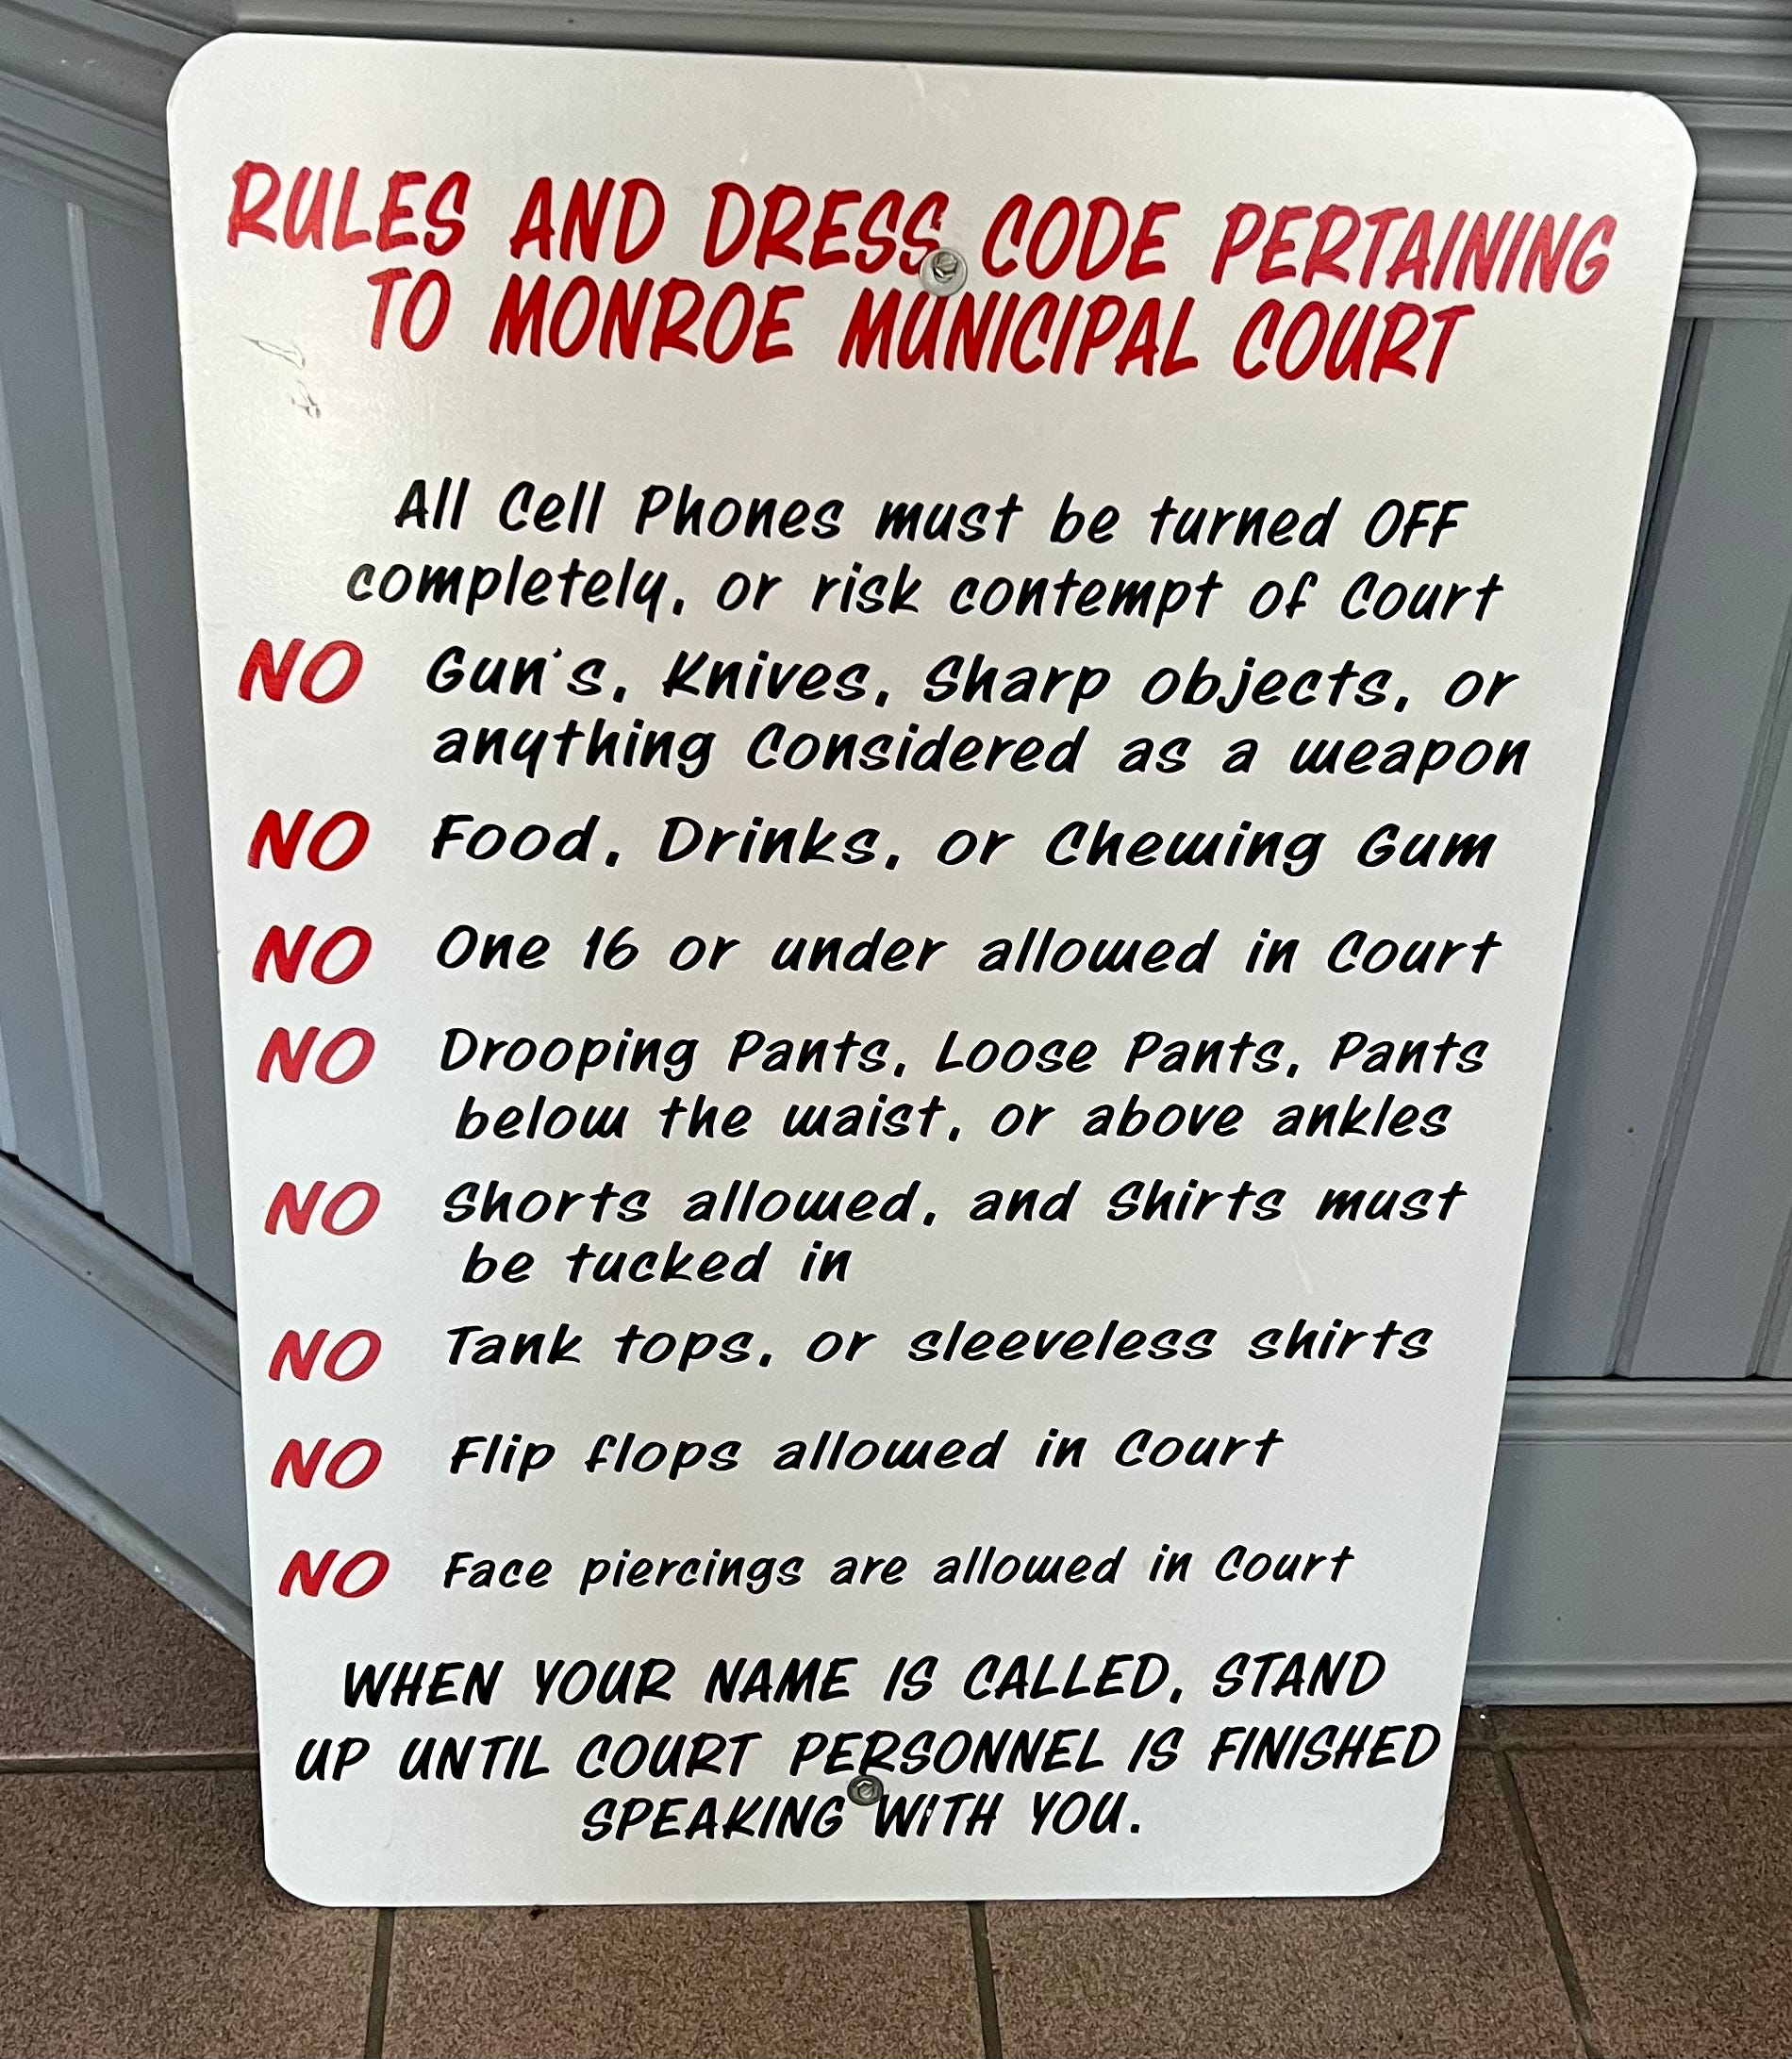 RULES AND DRESS CODE PERTAINING
TO MONROE MUNICIPAL COURT
All Cell Phones must be turned OFF
completely, or risk contempt of Court
NO Gun's, Knives, Sharp objects, or
anything Considered as a weapon
NO Food, Drinks, or Chewing Gum
NO One 16 or under allowed in Court
NO Drooping Pants, Loose Pants, Pants
below the waist, or above ankles
NO Shorts allowed, and Shirts must
be tucked in
NO Tank tops, or sleeveless shirts
NO Flip flops allowed in Court
NO Face piercings are allowed in Court
WHEN YOUR NAME IS CALLED, STAND
UP UNTIL COURT PERSONNEL IS FINISHED
SPEAKING WITH YOU.